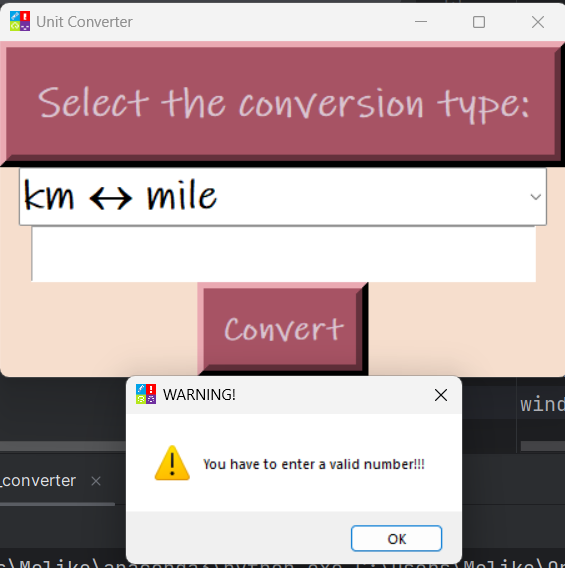 Unit Converter
Select the conversion type:
km ↔ mile
Convert
wind
WARNING!
You have to enter a valid number!!!
OK
_converter